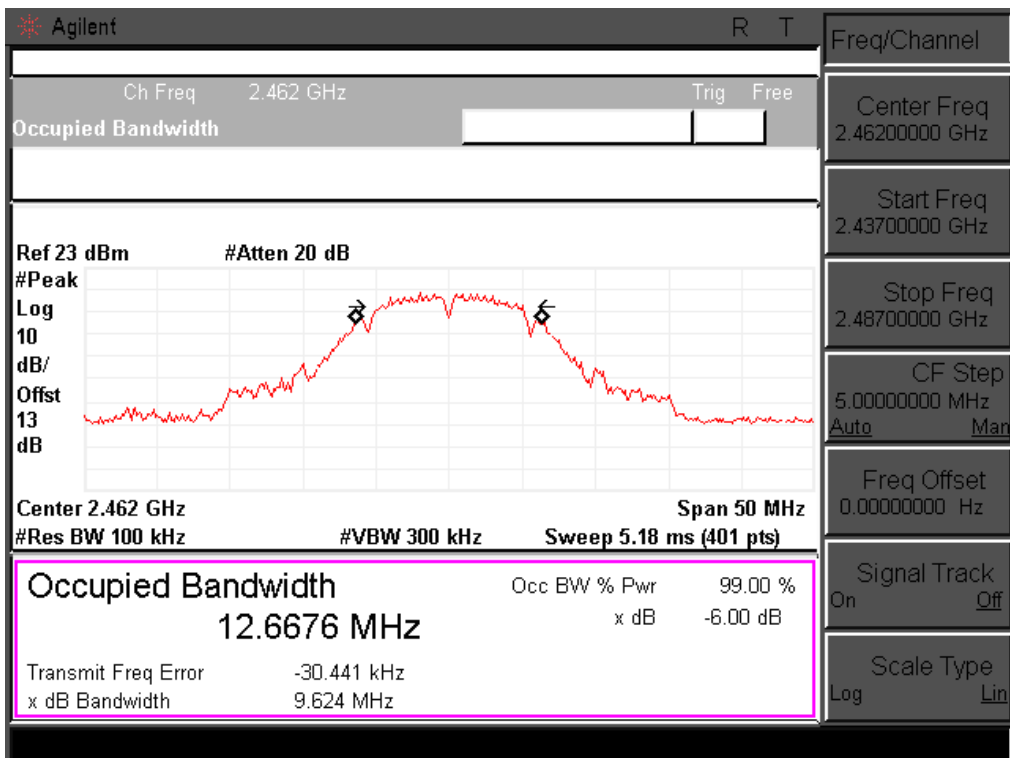 Agilent R T
Freq/Channel
Ch Freq 2.462 GHz Trig Free
Occupied Bandwidth
Center Freq
2.46200000 GHz
Start Freq
2.43700000 GHz
Ref 23 dBm #Atten 20 dB
#Peak
Log
10
dB/
Offst
13
dB
Stop Freq
2.48700000 GHz
CF Step
5.00000000 MHz
Auto Man
Center 2.462 GHz Span 50 MHz
#Res BW 100 kHz #VBW 300 kHz Sweep 5.18 ms (401 pts)
Freq Offset
0.00000000 Hz
Occupied Bandwidth
12.6676 MHz
Occ BW % Pwr 99.00 %
x dB -6.00 dB
Transmit Freq Error -30.441 kHz
x dB Bandwidth 9.624 MHz
Signal Track
On Off
Scale Type
Log Lin